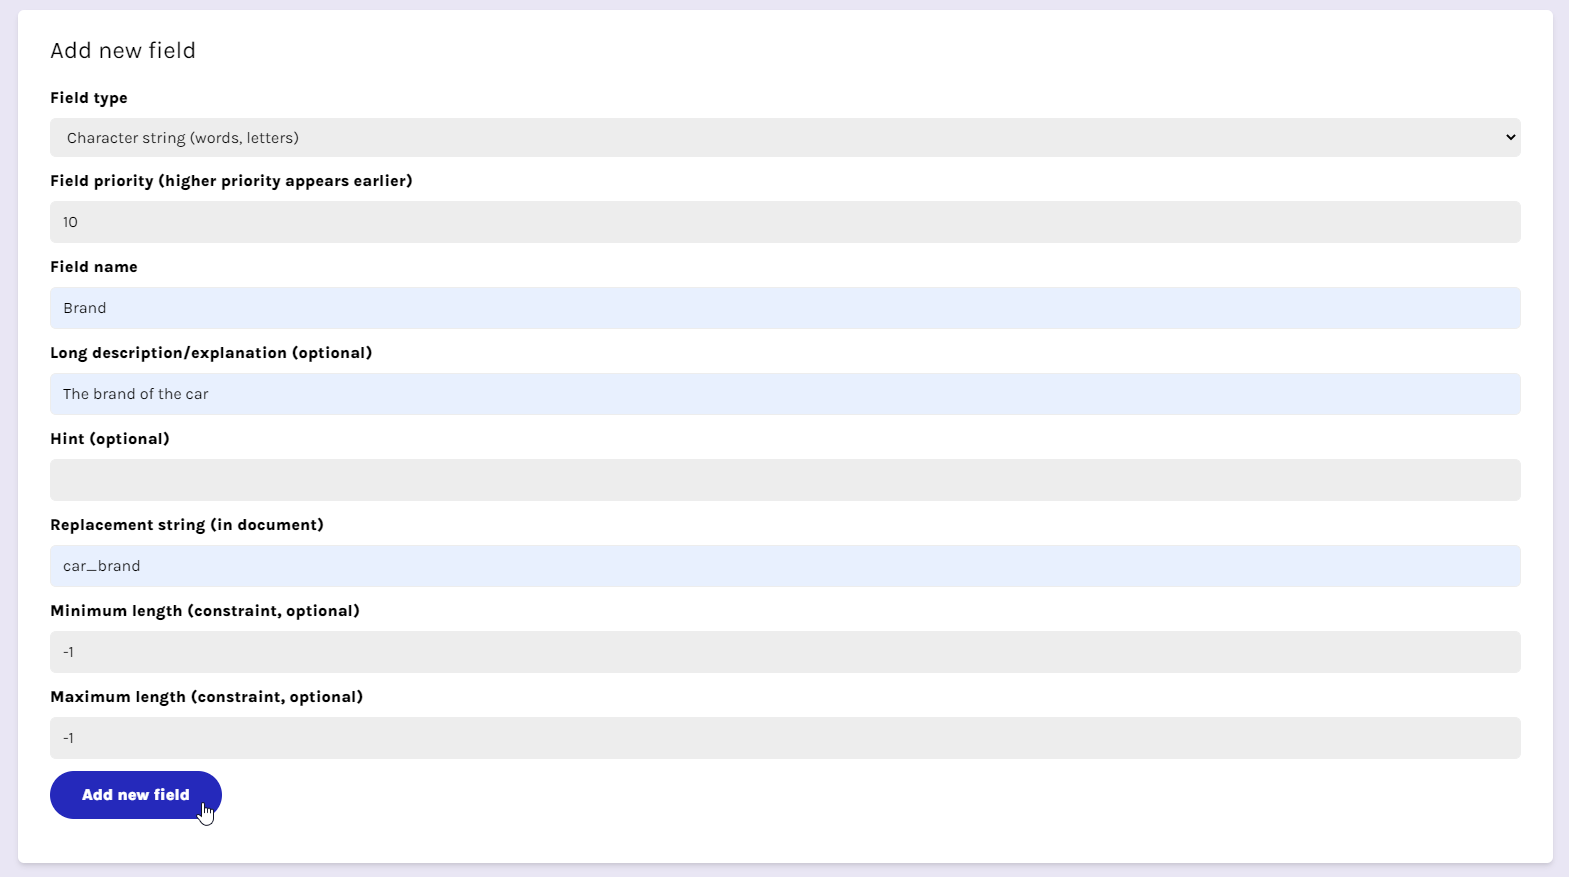 Add new field
Field type
Character string (words, letters)
Field priority (higher priority appears earlier)
10
Field name
Brand
Long description/explanation (optional)
The brand of the car
Hint (optional)
Replacement string (in document)
car_brand
Minimum length (constraint, optional)
-1
Maximum length (constraint, optional)
-1
Add new field